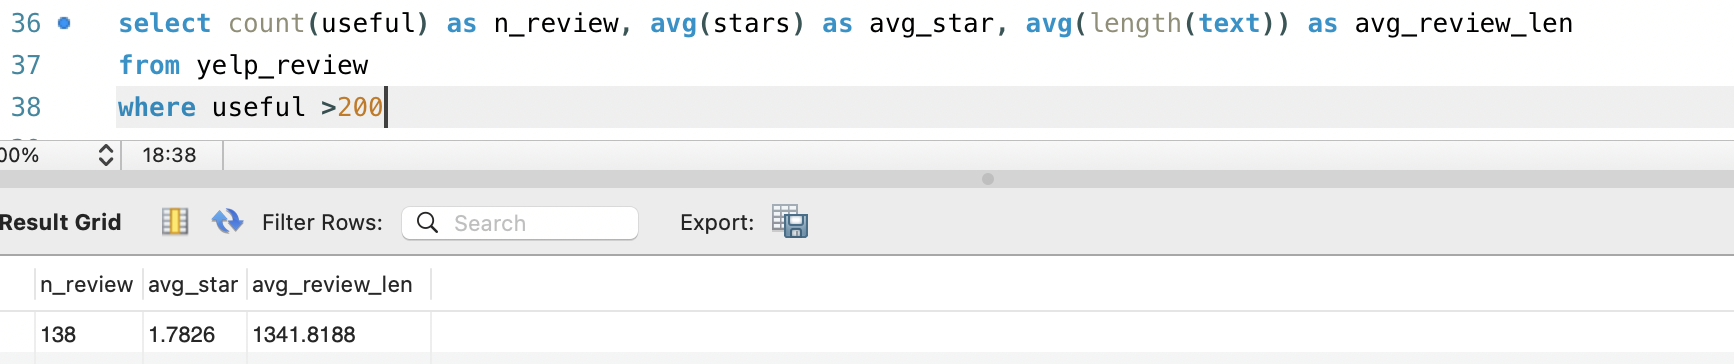 36 select count(useful) as n_review, avg(stars) as avg_star, avg(length(text)) as avg_review_len
37 from yelp_review
38 where useful >200
00% 18:38
Result Grid Filter Rows: Search Export:
n_review avg_star avg_review_len
138 1.7826 1341.8188